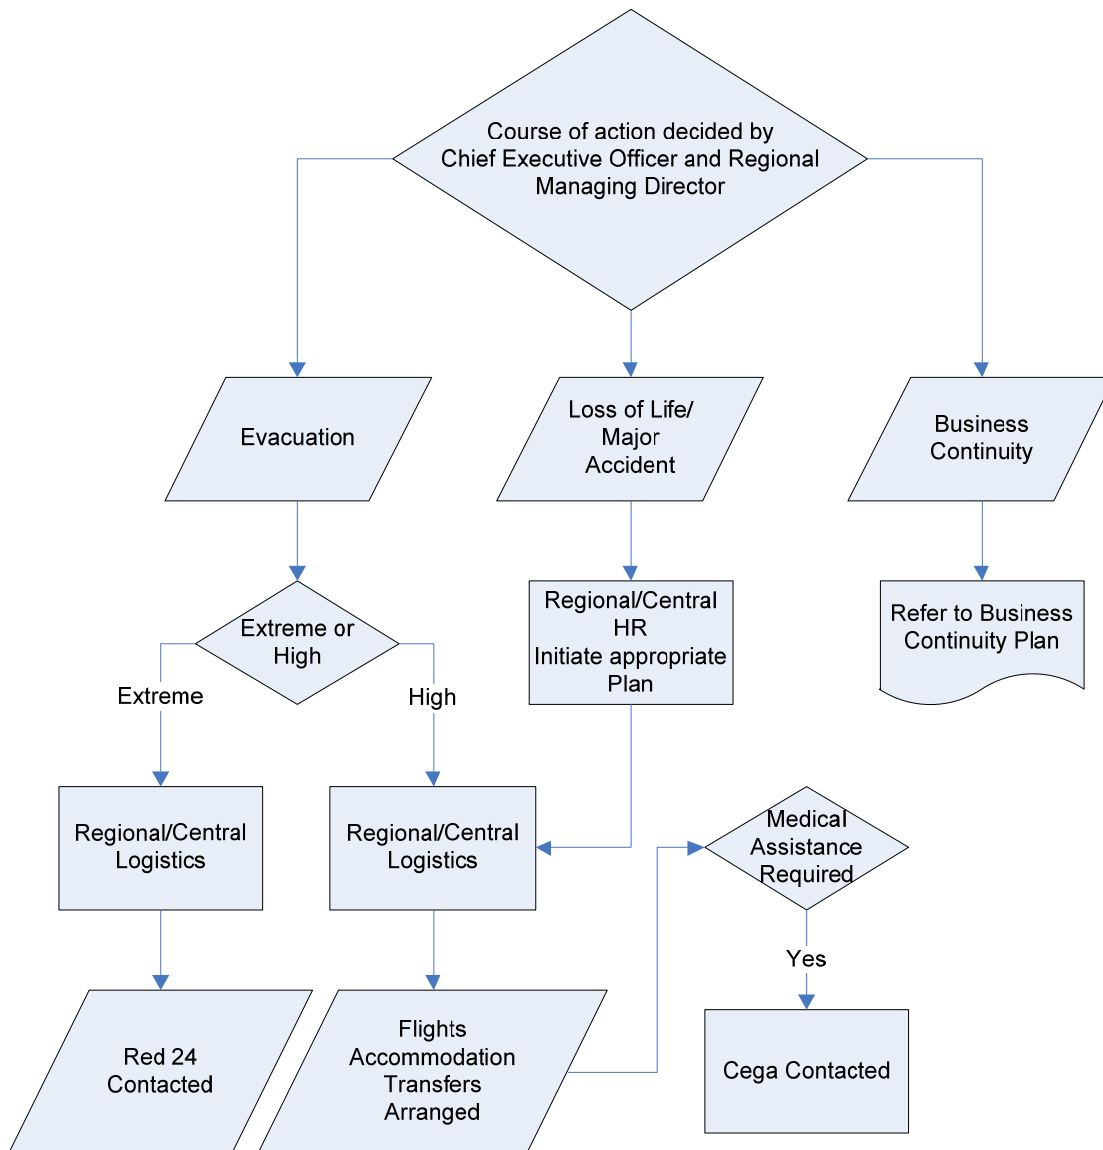 Course of action decided by
Chief Executive Officer and Regional
Managing Director
Evacuation
Loss of Life/
Major
Accident
Business
Continuity
Extreme or
High
Regional/Central
HR
Initiate appropriate
Plan
Refer to Business
Continuity Plan
Extreme
High
Regional/Central
Logistics
Regional/Central
Logistics
Medical
Assistance
Required
Yes
Red 24
Contacted
Flights
Accommodation
Transfers
Arranged
Cega Contacted